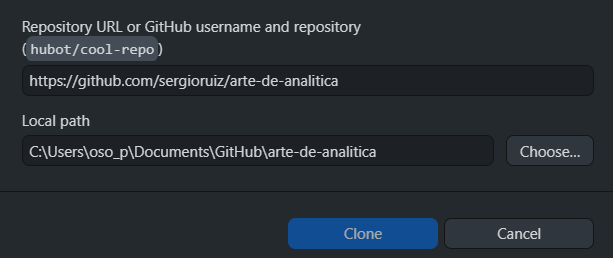 Repository URL or GitHub username and repository
(hubot/cool-repo)
https://github.com/sergioruiz/arte-de-analitica
Local path
C:\Users\oso_p\Documents\GitHub\arte-de-analitica
Choose...
Clone
Cancel